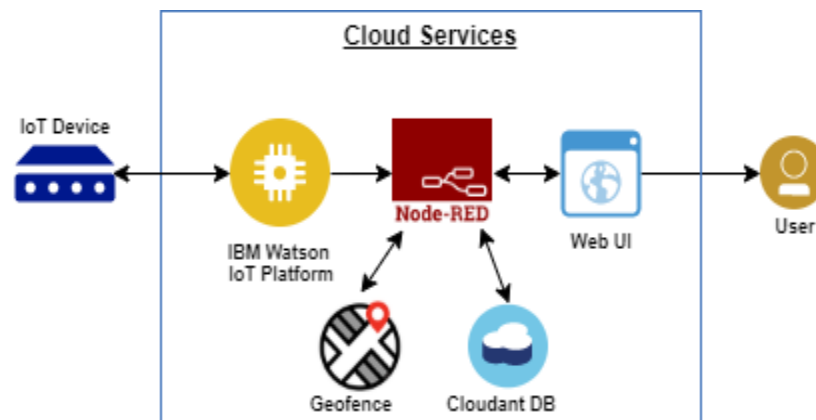 Cloud Services
IoT Device
Node-RED
IBM Watson
IoT Platform
Web UI
User
Geofence
Cloudant DB